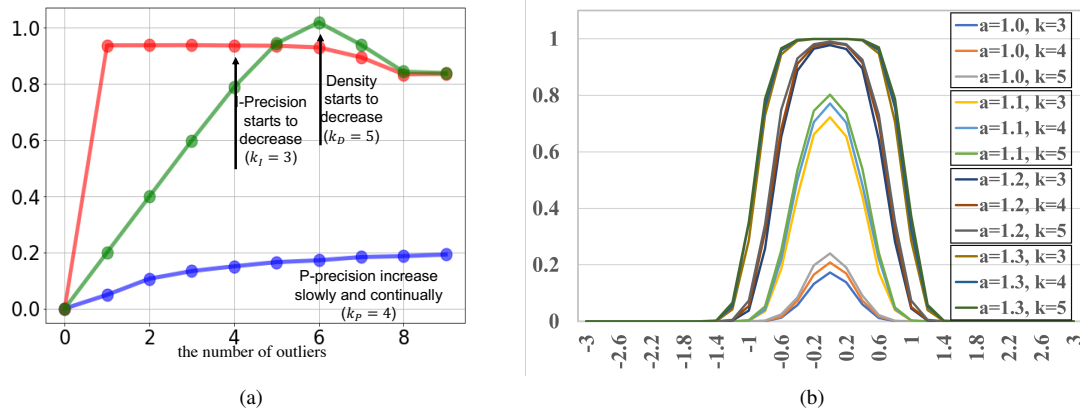 1.0
0.8
0.6
0.4
0.2
0.0
I-Precision
starts to
decrease
(k_I = 3)
Density
starts to
decrease
(k_D = 5)
P-precision increase
slowly and continually
(k_P = 4)
0 2 4 6 8
the number of outliers
(a)
1
0.8
0.6
0.4
0.2
0
a=1.0, k=3
a=1.0, k=4
a=1.0, k=5
a=1.1, k=3
a=1.1, k=4
a=1.1, k=5
a=1.2, k=3
a=1.2, k=4
a=1.2, k=5
a=1.3, k=3
a=1.3, k=4
a=1.3, k=5
-3 -2.6 -2.2 -1.8 -1.4 -1 -0.6 -0.2 0.2 0.6 1 1.4 1.8 2.2 2.6 3
(b)